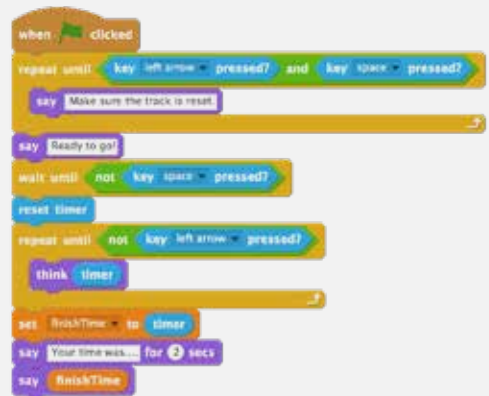 when clicked
repeat until key left arrow pressed? and key space pressed?
say Make sure the track is reset.
say Ready to go!
wait until not key space pressed?
reset timer
repeat until not key left arrow pressed?
think timer
set finishTime to timer
say Your time was.... for 2 secs
say finishTime